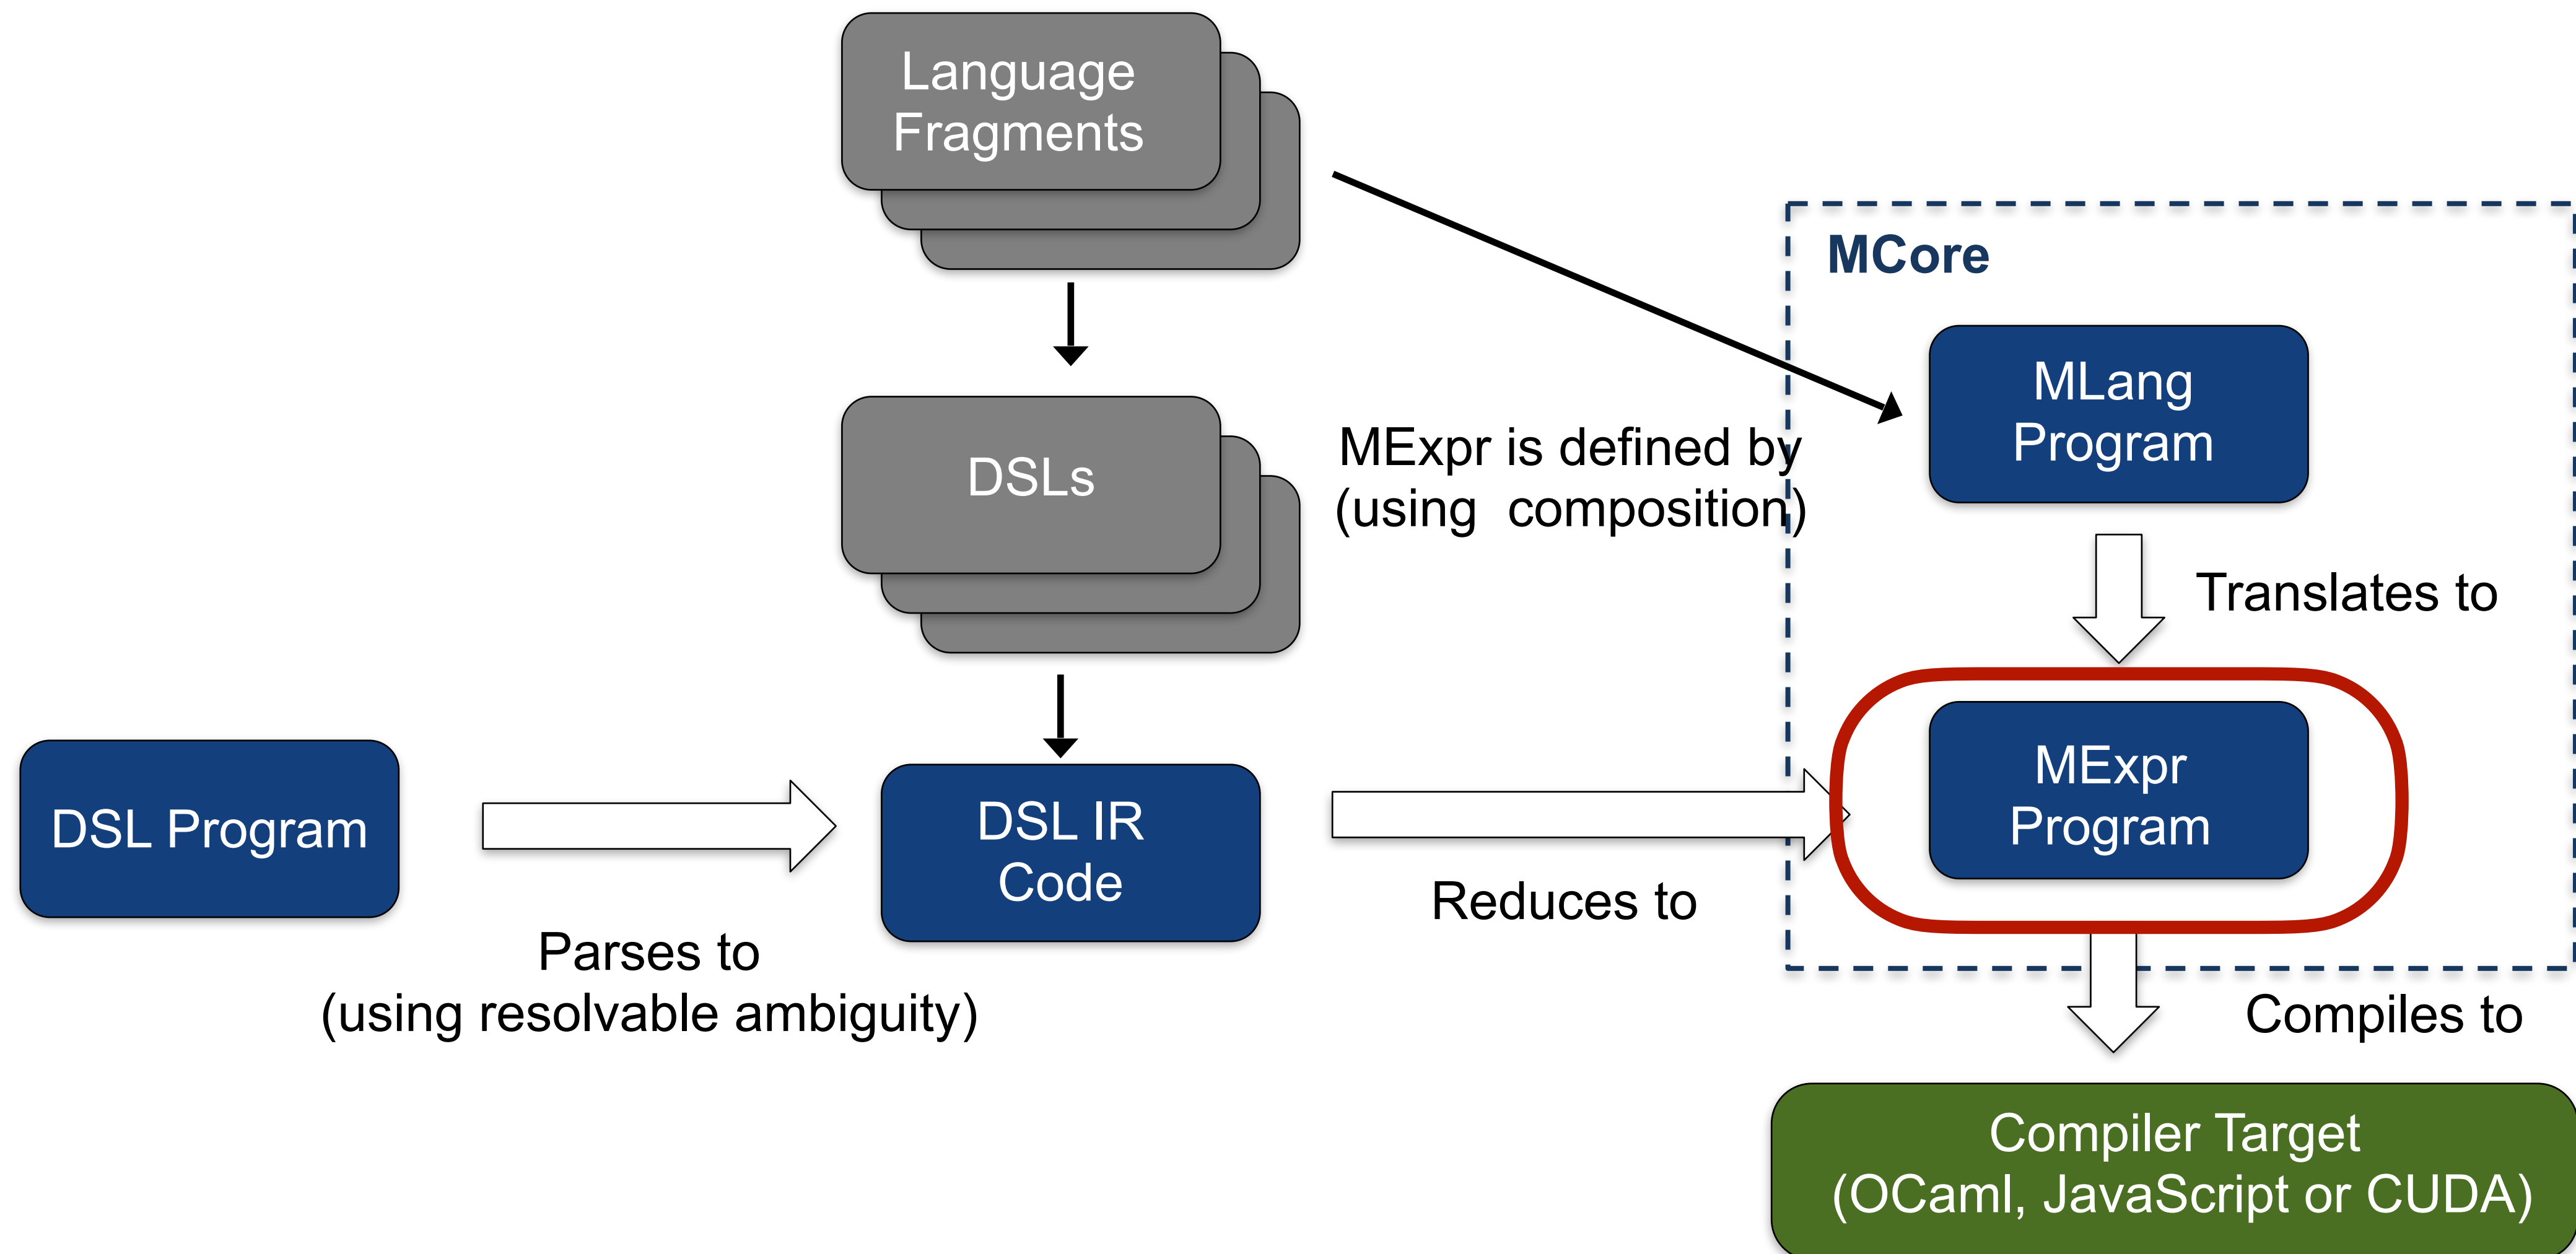 Language
Fragments
MCore
MLang
Program
DSLs
MExpr is defined by
(using  composition)
Translates to
DSL Program
DSL IR
Code
MExpr
Program
Reduces to
Parses to
(using resolvable ambiguity)
Compiles to
Compiler Target
(OCaml, JavaScript or CUDA)